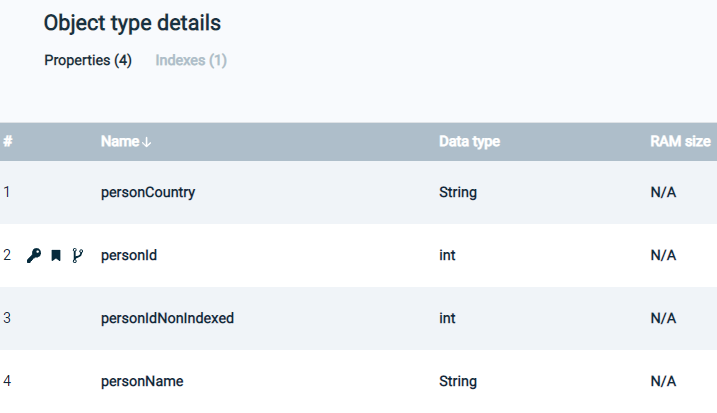 Object type details
Properties (4) Indexes (1)
# Name↓ Data type RAM size
1 personCountry String N/A
2 personId int N/A
3 personIdNonIndexed int N/A
4 personName String N/A